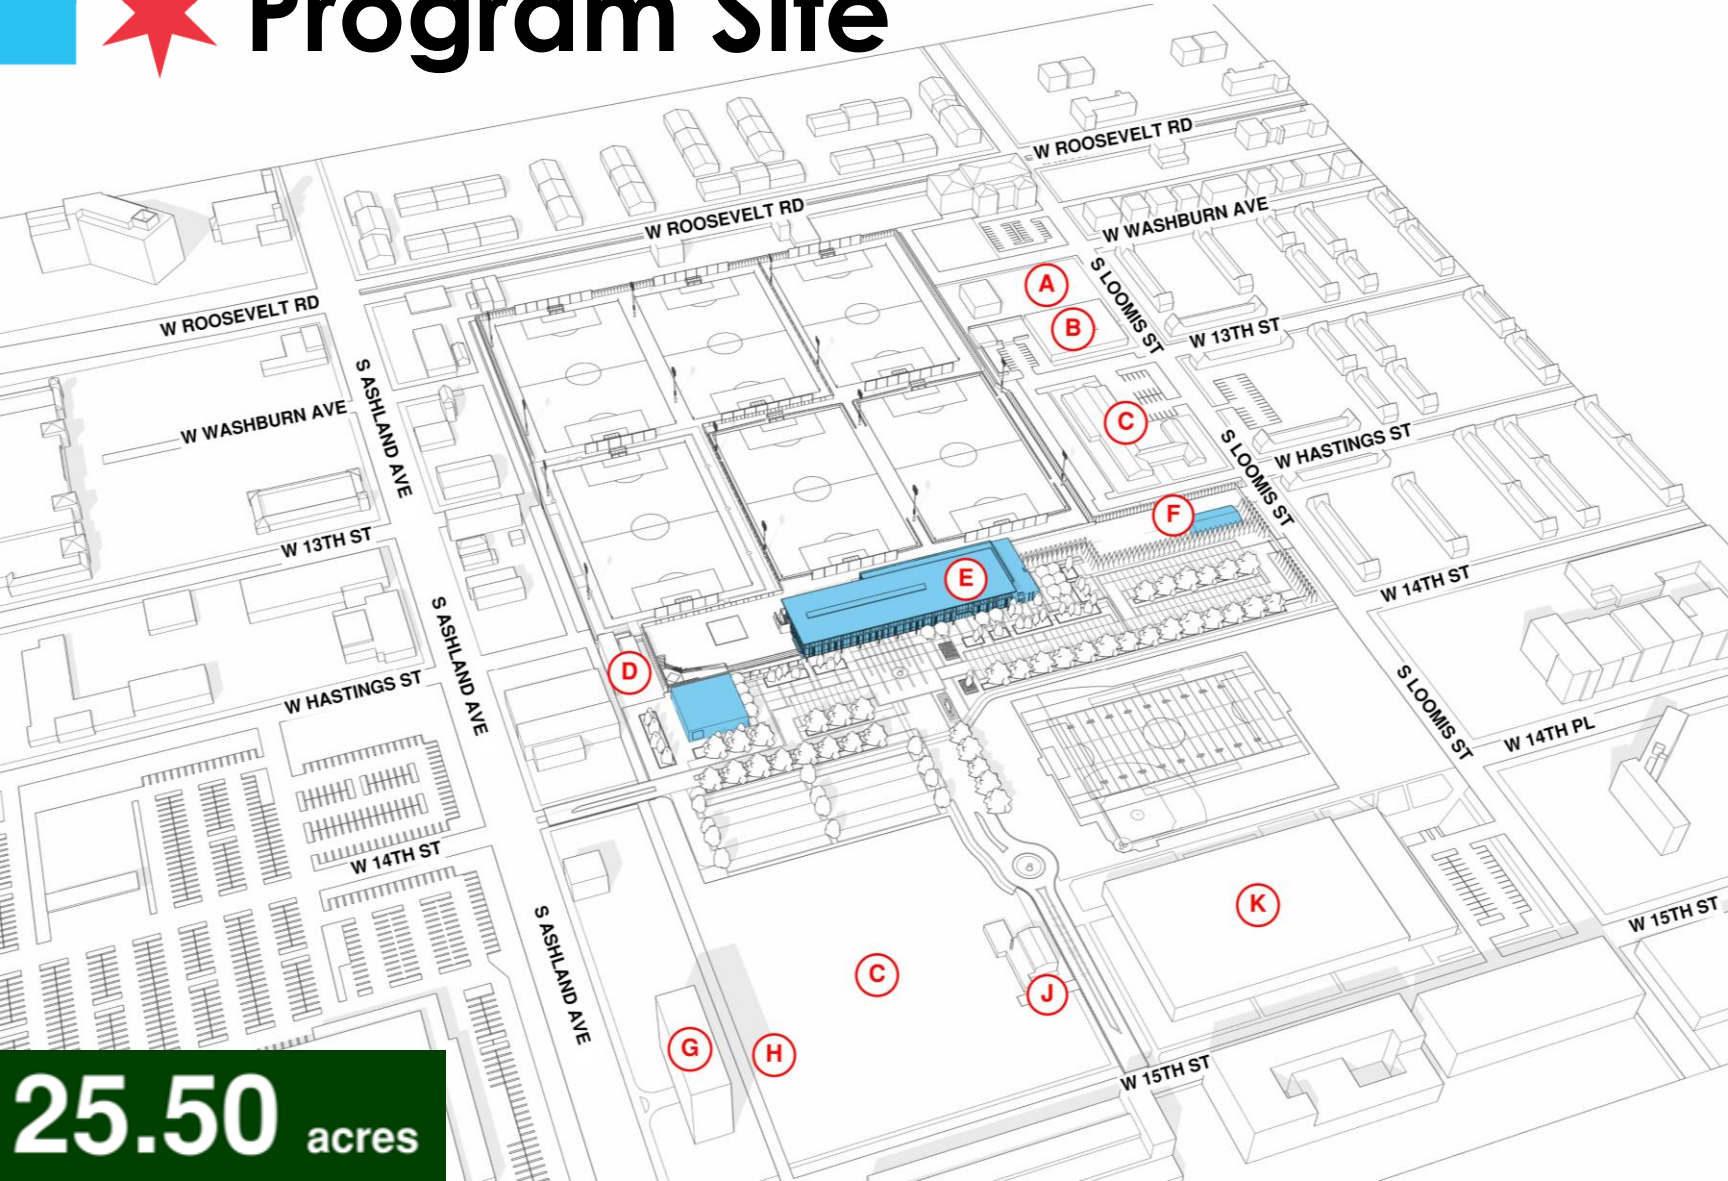 Program Site
W ROOSEVELT RD
W ROOSEVELT RD
W ROOSEVELT RD
W WASHBURN AVE
W WASHBURN AVE
S LOOMIS ST
A
B
W 13TH ST
S ASHLAND AVE
C
W HASTINGS ST
S LOOMIS ST
F
W 13TH ST
E
W 14TH ST
S ASHLAND AVE
D
W HASTINGS ST
S LOOMIS ST
W 14TH PL
W 14TH ST
K
W 15TH ST
S ASHLAND AVE
C
J
G
H
W 15TH ST
25.50 acres